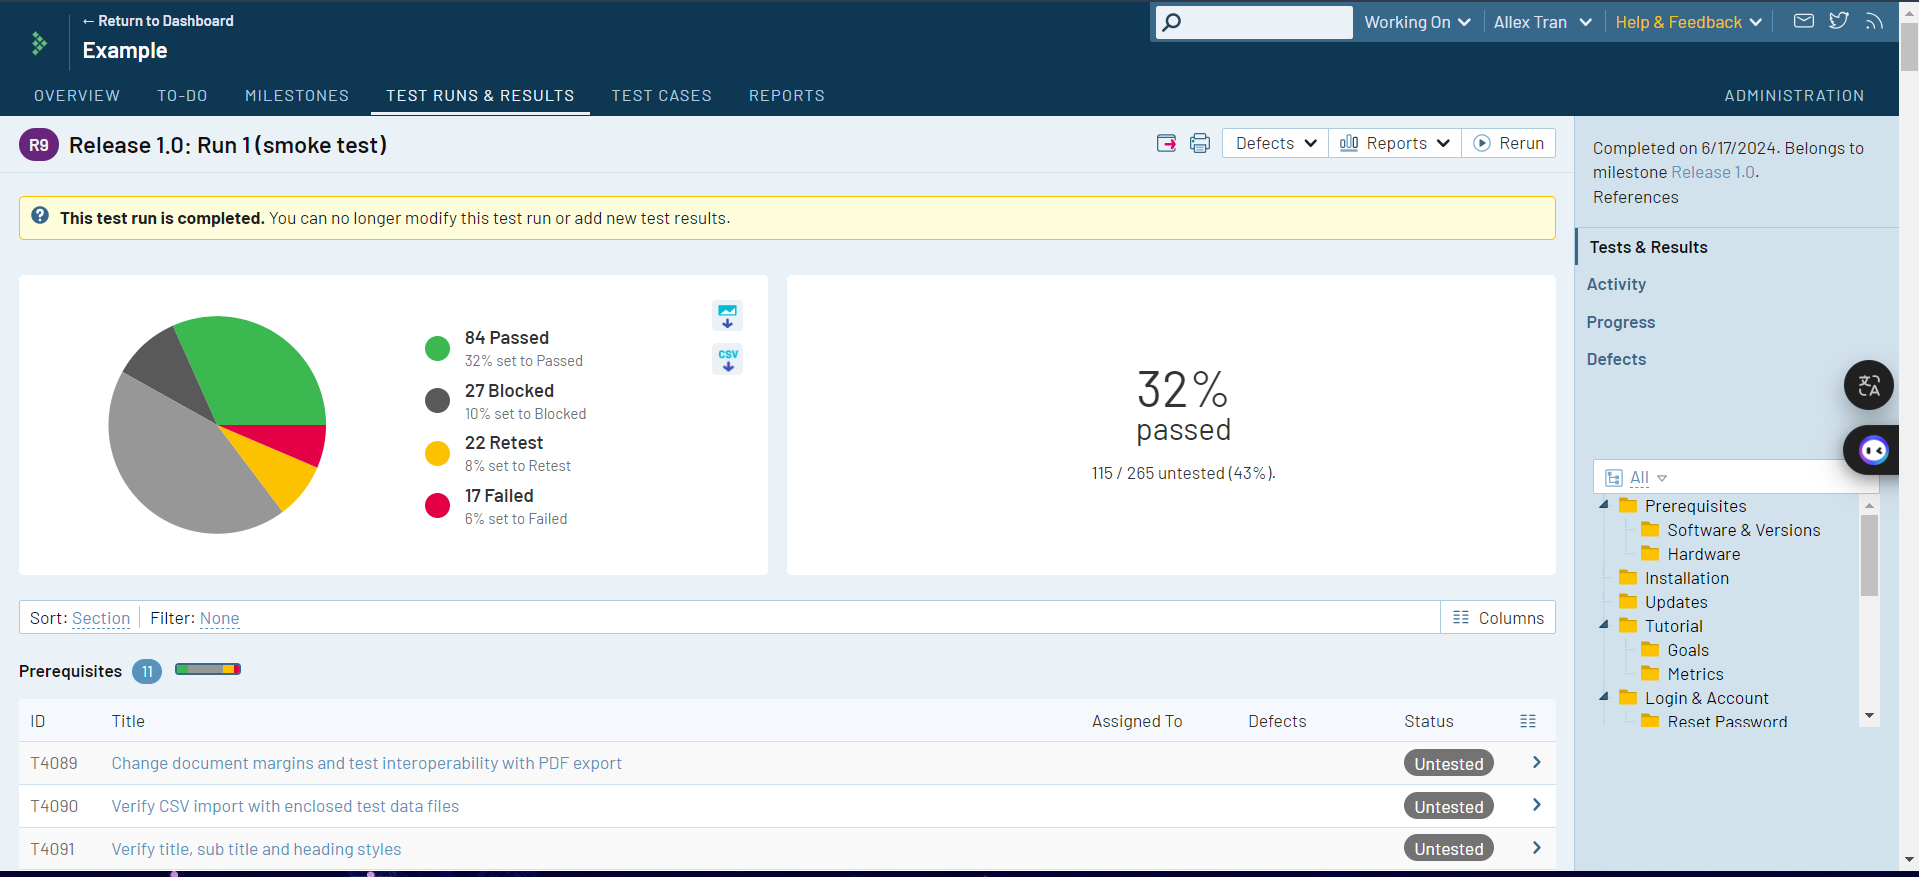 ← Return to Dashboard
Example
Working On
Allex Tran
Help & Feedback
OVERVIEW
TO-DO
MILESTONES
TEST RUNS & RESULTS
TEST CASES
REPORTS
ADMINISTRATION
R9
Release 1.0: Run 1 (smoke test)
Defects
Reports
Rerun
This test run is completed. You can no longer modify this test run or add new test results.
84 Passed
32% set to Passed
27 Blocked
10% set to Blocked
22 Retest
8% set to Retest
17 Failed
6% set to Failed
CSV
32%
passed
115 / 265 untested (43%).
Sort: Section
Filter: None
Columns
Prerequisites 11
ID Title Assigned To Defects Status
T4089 Change document margins and test interoperability with PDF export Untested
T4090 Verify CSV import with enclosed test data files Untested
T4091 Verify title, sub title and heading styles Untested
Completed on 6/17/2024. Belongs to
milestone Release 1.0.
References
Tests & Results
Activity
Progress
Defects
文A
All
Prerequisites
Software & Versions
Hardware
Installation
Updates
Tutorial
Goals
Metrics
Login & Account
Reset Password